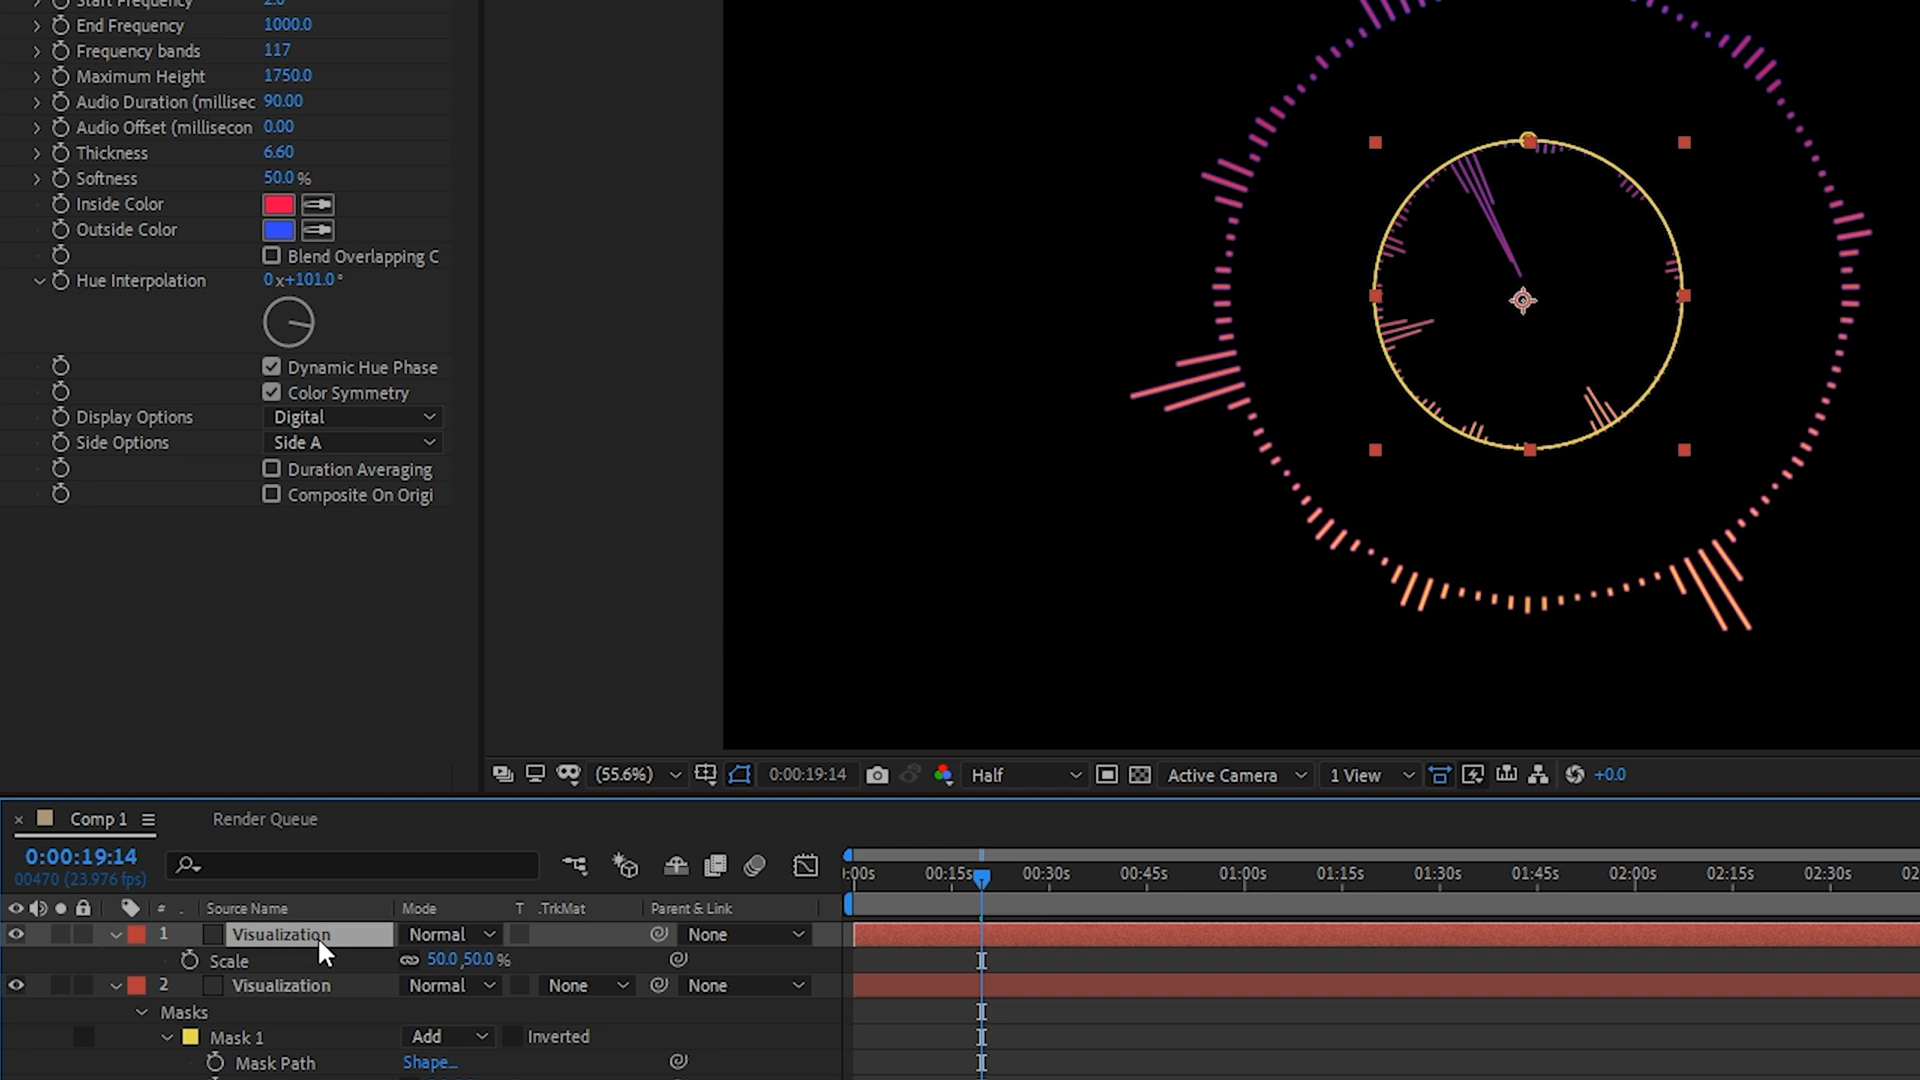 Start Frequency 2.0
End Frequency 1000.0
Frequency bands 117
Maximum Height 1750.0
Audio Duration (millisec 90.00
Audio Offset (millisecon 0.00
Thickness 6.60
Softness 50.0 %
Inside Color
Outside Color
Blend Overlapping C
Hue Interpolation 0x+101.0°
Dynamic Hue Phase
Color Symmetry
Display Options Digital
Side Options Side A
Duration Averaging
Composite On Origi
(55.6%) 0:00:19:14 Half Active Camera 1 View +0.0
× Comp 1 Render Queue
0:00:19:14
00470 (23.976 fps)
:00s 00:15s 00:30s 00:45s 01:00s 01:15s 01:30s 01:45s 02:00s 02:15s 02:30s 02
# . Source Name Mode T .TrkMat Parent & Link
1 Visualization Normal None
Scale 50.0,50.0 %
2 Visualization Normal None None
Masks
Mask 1 Add Inverted
Mask Path Shape...